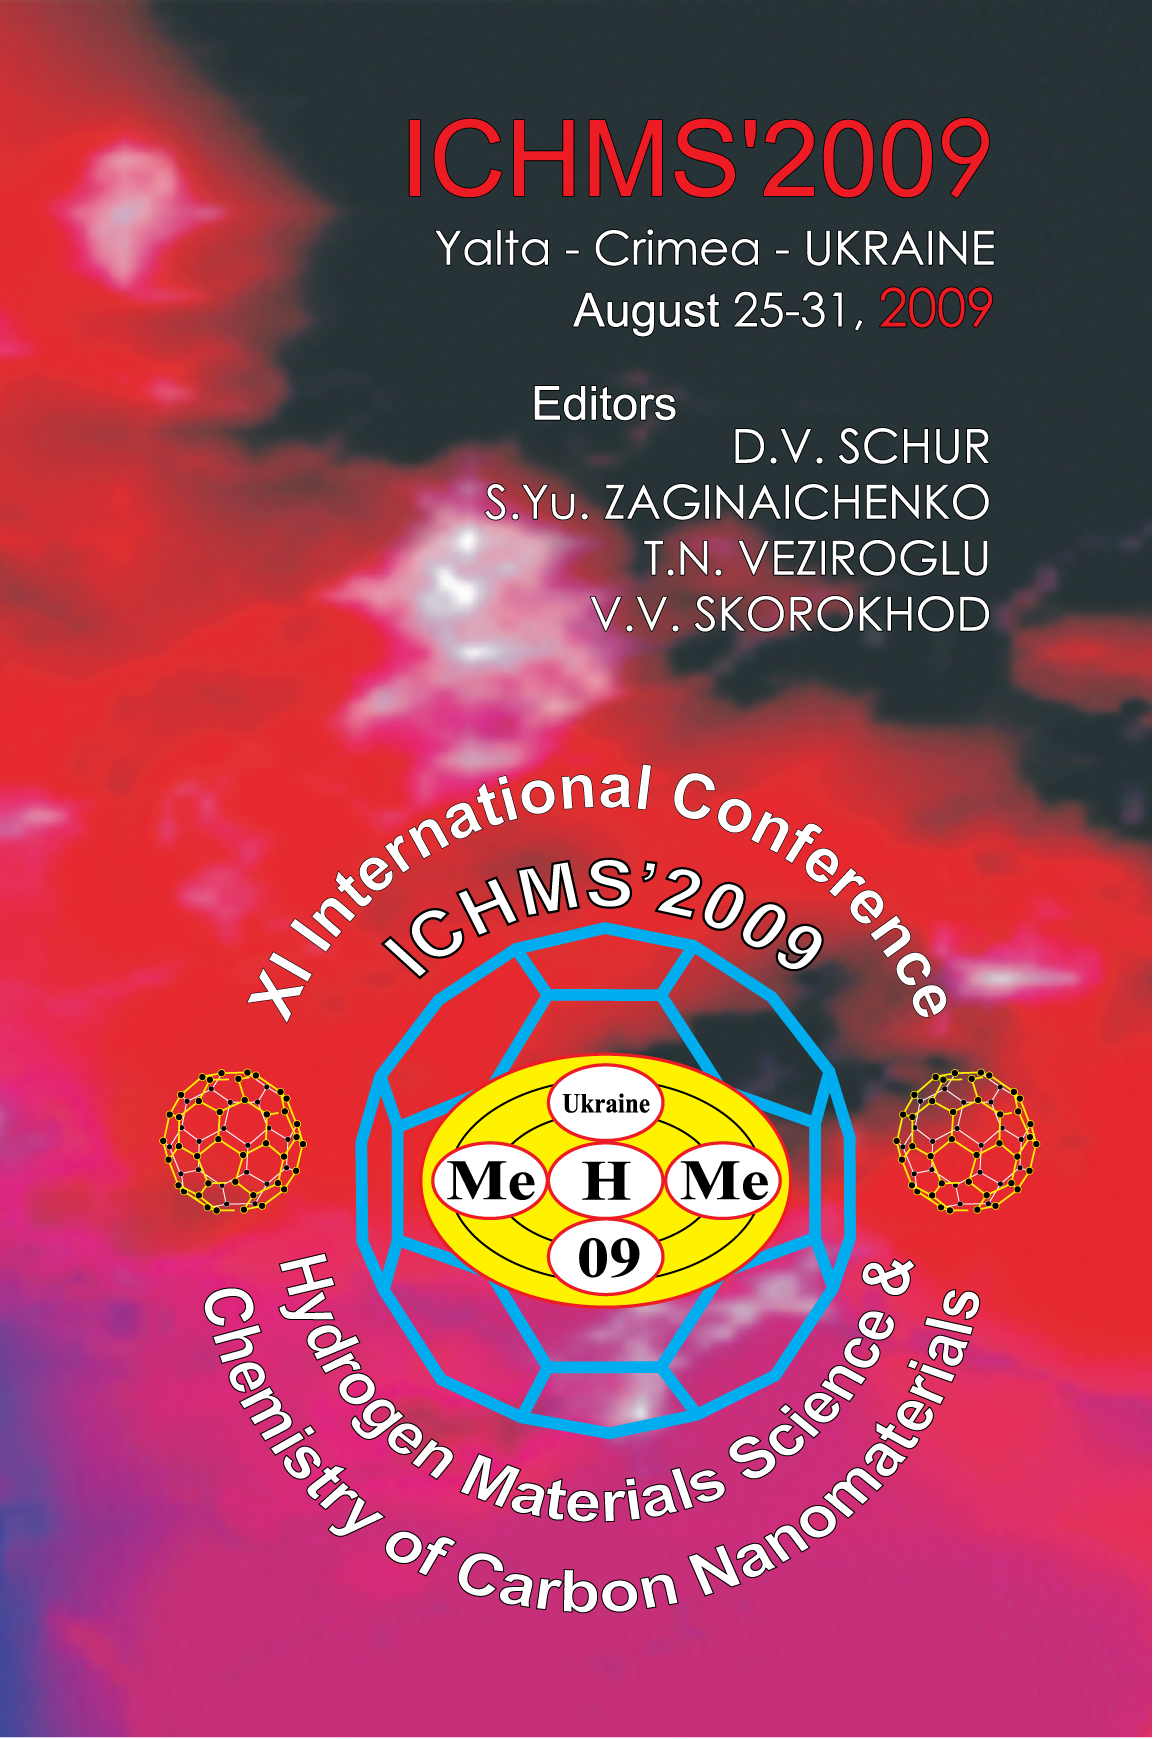 ICHMS'2009
Yalta - Crimea - UKRAINE
August 25-31, 2009
Editors
D.V. SCHUR
S.Yu. ZAGINAICHENKO
T.N. VEZIROGLU
V.V. SKOROKHOD
XI International Conference
ICHMS’2009
Ukraine
Me H Me
09
Hydrogen Materials Science &
Chemistry of Carbon Nanomaterials